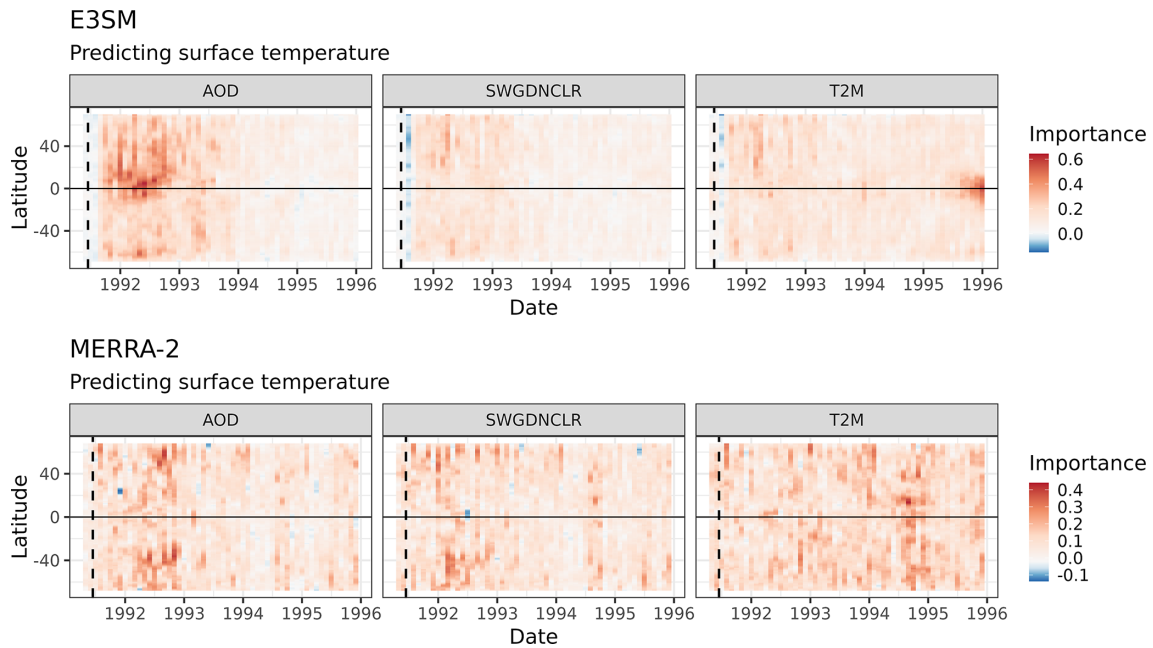 E3SM
Predicting surface temperature
AOD SWGDNCLR T2M
Latitude
40
0
-40
1992 1993 1994 1995 1996 1992 1993 1994 1995 1996 1992 1993 1994 1995 1996
Date
Importance
0.6
0.4
0.2
0.0
MERRA-2
Predicting surface temperature
AOD SWGDNCLR T2M
Latitude
40
0
-40
1992 1993 1994 1995 1996 1992 1993 1994 1995 1996 1992 1993 1994 1995 1996
Date
Importance
0.4
0.3
0.2
0.1
0.0
-0.1